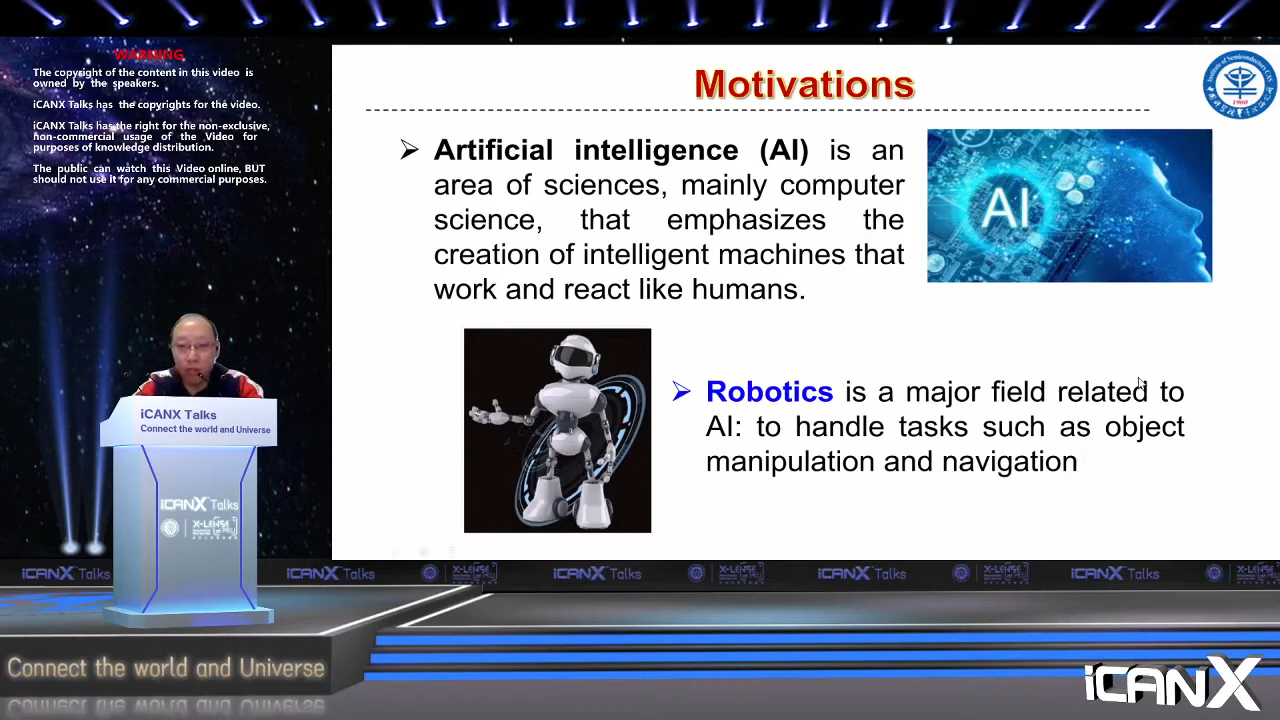 WARNING
The copyright of the content in this video is
owned by the speakers.
iCANX Talks has the copyrights for the video.
iCANX Talks has the right for the non-exclusive,
non-commercial usage of the Video for
purposes of knowledge distribution.
The public can watch this Video online, BUT
should not use it for any commercial purposes.
Motivations
Artificial intelligence (AI) is an
area of sciences, mainly computer
science, that emphasizes the
creation of intelligent machines that
work and react like humans.
AI
Institute of Semiconductors CAS
1960
Robotics is a major field related to
AI: to handle tasks such as object
manipulation and navigation
iCANX Talks
Connect the world and Universe
iCANX Talks
X-LENSE
iCANX Talks
iCANX Talks
iCANX Talks
iCANX Talks
Connect the world and Universe
iCANX